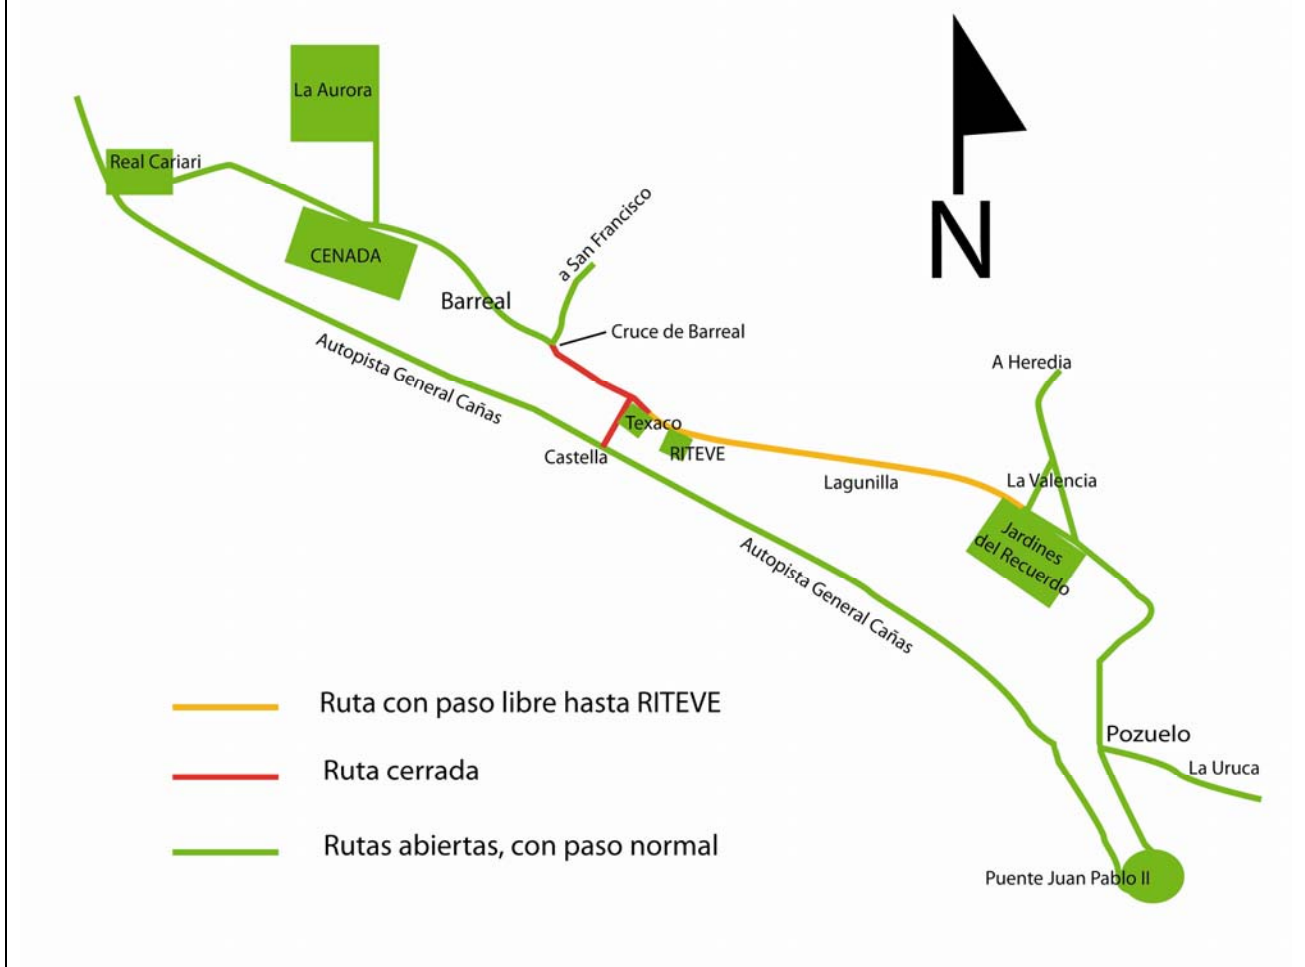 La Aurora
Real Cariari
a San Francisco
CENADA
Barreal
Cruce de Barreal
N
Autopista General Cañas
A Heredia
Texaco
Castella
RITEVE
Lagunilla
La Valencia
Jardines
del Recuerdo
Autopista General Cañas
Ruta con paso libre hasta RITEVE
Pozuelo
La Uruca
Ruta cerrada
Rutas abiertas, con paso normal
Puente Juan Pablo II